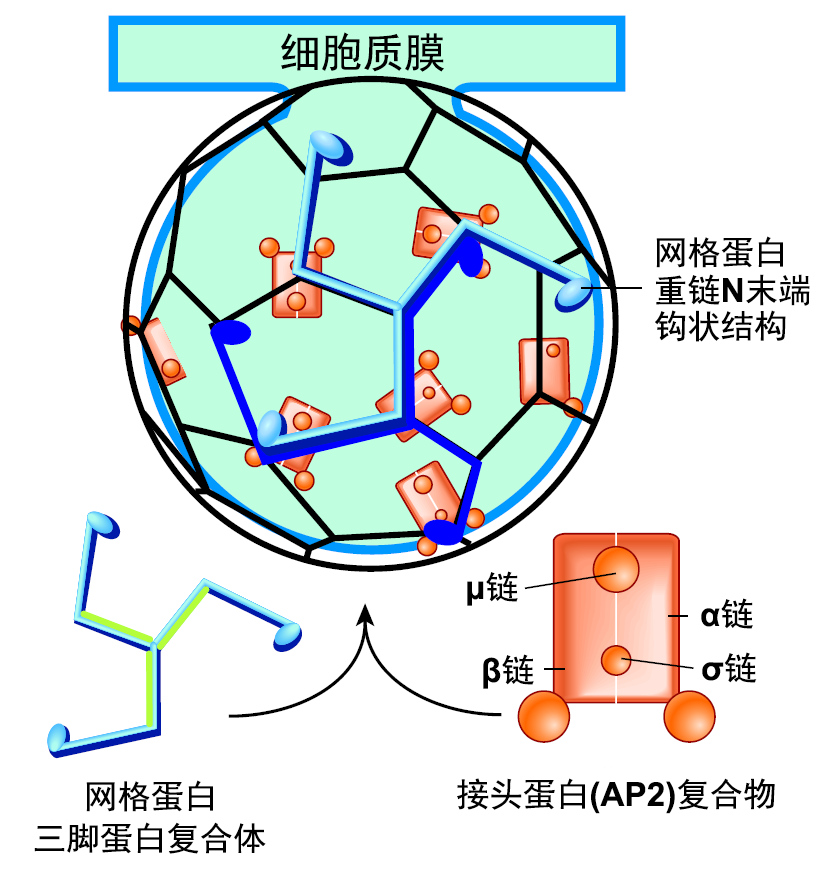 细胞质膜
网格蛋白
重链N末端
钩状结构
μ链
α链
β链
σ链
网格蛋白
三脚蛋白复合体
接头蛋白(AP2)复合物